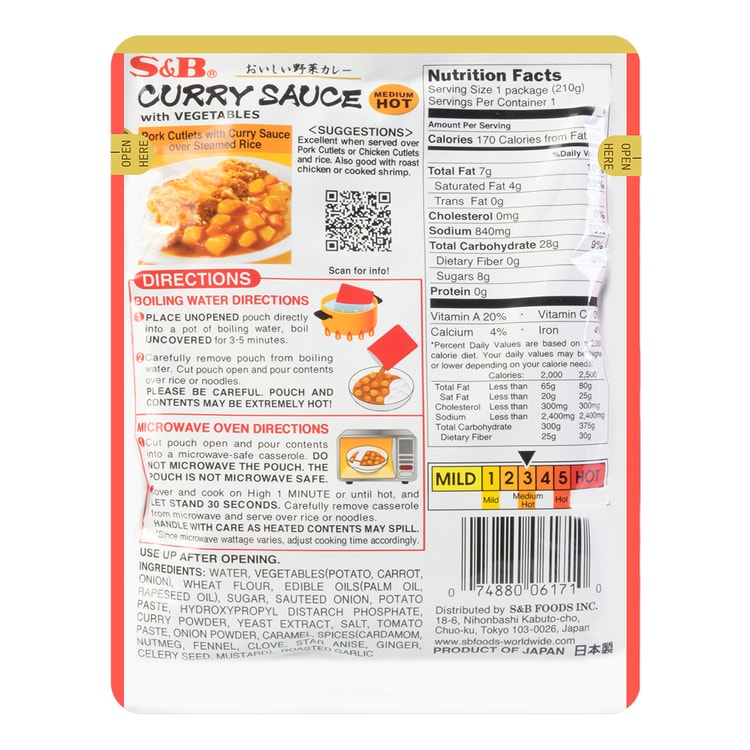 S&B®
おいしい野菜カレー
CURRY SAUCE
with VEGETABLES
MEDIUM
HOT
OPEN HERE
Pork Cutlets with Curry Sauce
over Steamed Rice
<SUGGESTIONS>
Excellent when served over
Pork Cutlets or Chicken Cutlets
and rice. Also good with roast
chicken or cooked shrimp.
Scan for info!
DIRECTIONS
BOILING WATER DIRECTIONS
1 PLACE UNOPENED pouch directly
into a pot of boiling water, boil
UNCOVERED for 3-5 minutes.
2 Carefully remove pouch from boiling
water. Cut pouch open and pour contents
over rice or noodles.
PLEASE BE CAREFUL. POUCH AND
CONTENTS MAY BE EXTREMELY HOT!
MICROWAVE OVEN DIRECTIONS
Cut pouch open and pour contents
into a microwave-safe casserole. DO
NOT MICROWAVE THE POUCH. THE
POUCH IS NOT MICROWAVE SAFE.
over and cook on High 1 MINUTE or until hot, and
LET STAND 30 SECONDS. Carefully remove casserole
from microwave and serve over rice or noodles.
HANDLE WITH CARE AS HEATED CONTENTS MAY SPILL.
*Since microwave wattage varies, adjust cooking time accordingly.
USE UP AFTER OPENING.
INGREDIENTS: WATER, VEGETABLES(POTATO, CARROT,
ONION), WHEAT FLOUR, EDIBLE OILS(PALM OIL,
RAPESEED OIL), SUGAR, SAUTEED ONION, POTATO
PASTE, HYDROXYPROPYL DISTARCH PHOSPHATE,
CURRY POWDER, YEAST EXTRACT, SALT, TOMATO
PASTE, ONION POWDER, CARAMEL, SPICES(CARDAMOM,
NUTMEG, FENNEL, CLOVE, STAR ANISE, GINGER,
CELERY SEED, MUSTARD), ROASTED GARLIC
Nutrition Facts
Serving Size 1 package (210g)
Servings Per Container 1
Amount Per Serving
Calories 170 Calories from Fat
%Daily
Total Fat 7g
Saturated Fat 4g
Trans Fat 0g
Cholesterol 0mg 0%
Sodium 840mg
Total Carbohydrate 28g 9%
Dietary Fiber 0g 0%
Sugars 8g
Protein 0g
Vitamin A 20% · Vitamin C 0%
Calcium 4% · Iron 4%
*Percent Daily Values are based on a 2,000
calorie diet. Your daily values may be higher
or lower depending on your calorie needs:
Calories: 2,000 2,500
Total Fat Less than 65g 80g
Sat Fat Less than 20g 25g
Cholesterol Less than 300mg 300mg
Sodium Less than 2,400mg 2,400mg
Total Carbohydrate 300g 375g
Dietary Fiber 25g 30g
OPEN HERE
MILD 1 2 3 4 5 HOT
Mild Medium Hot Hot
0 74880 06171 0
Distributed by S&B FOODS INC.
18-6, Nihonbashi Kabuto-cho,
Chuo-ku, Tokyo 103-0026, Japan
www.sbfoods-worldwide.com
PRODUCT OF JAPAN 日本製